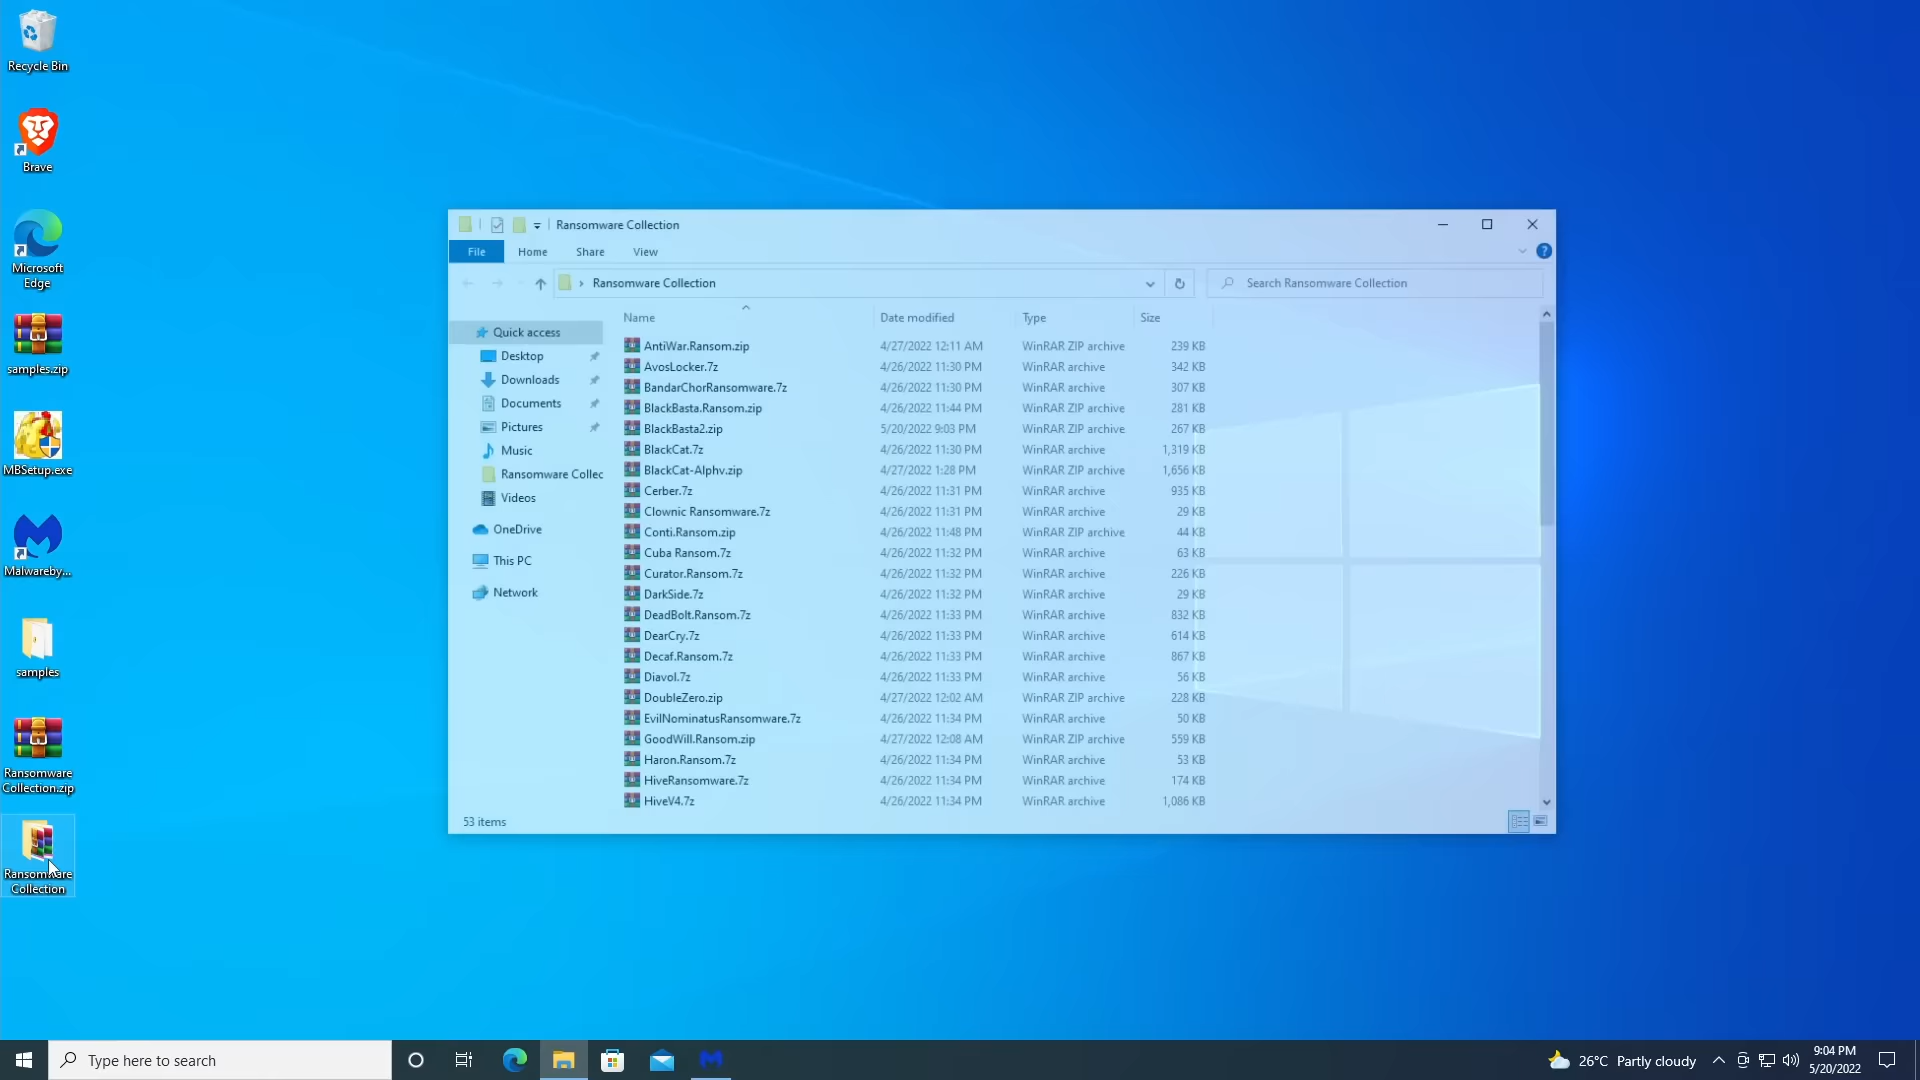 Recycle Bin
Brave
Microsoft
Edge
samples.zip
MBSetup.exe
Malwareby...
samples
Ransomware
Collection.zip
Ransomware
Collection
Ransomware Collection
File Home Share View
Ransomware Collection
Search Ransomware Collection
Quick access
Desktop
Downloads
Documents
Pictures
Music
Ransomware Collec
Videos
OneDrive
This PC
Network
Name Date modified Type Size
AntiWar.Ransom.zip 4/27/2022 12:11 AM WinRAR ZIP archive 239 KB
AvosLocker.7z 4/26/2022 11:30 PM WinRAR archive 342 KB
BandarChorRansomware.7z 4/26/2022 11:30 PM WinRAR archive 307 KB
BlackBasta.Ransom.zip 4/26/2022 11:44 PM WinRAR ZIP archive 281 KB
BlackBasta2.zip 5/20/2022 9:03 PM WinRAR ZIP archive 267 KB
BlackCat.7z 4/26/2022 11:30 PM WinRAR archive 1,319 KB
BlackCat-Alphv.zip 4/27/2022 1:28 PM WinRAR ZIP archive 1,656 KB
Cerber.7z 4/26/2022 11:31 PM WinRAR archive 935 KB
Clownic Ransomware.7z 4/26/2022 11:31 PM WinRAR archive 29 KB
Conti.Ransom.zip 4/26/2022 11:48 PM WinRAR ZIP archive 44 KB
Cuba Ransom.7z 4/26/2022 11:32 PM WinRAR archive 63 KB
Curator.Ransom.7z 4/26/2022 11:32 PM WinRAR archive 226 KB
DarkSide.7z 4/26/2022 11:32 PM WinRAR archive 29 KB
DeadBolt.Ransom.7z 4/26/2022 11:33 PM WinRAR archive 832 KB
DearCry.7z 4/26/2022 11:33 PM WinRAR archive 614 KB
Decaf.Ransom.7z 4/26/2022 11:33 PM WinRAR archive 867 KB
Diavol.7z 4/26/2022 11:33 PM WinRAR archive 56 KB
DoubleZero.zip 4/27/2022 12:02 AM WinRAR ZIP archive 228 KB
EvilNominatusRansomware.7z 4/26/2022 11:34 PM WinRAR archive 50 KB
GoodWill.Ransom.zip 4/27/2022 12:08 AM WinRAR ZIP archive 559 KB
Haron.Ransom.7z 4/26/2022 11:34 PM WinRAR archive 53 KB
HiveRansomware.7z 4/26/2022 11:34 PM WinRAR archive 174 KB
HiveV4.7z 4/26/2022 11:34 PM WinRAR archive 1,086 KB
53 items
Type here to search
26°C Partly cloudy
9:04 PM
5/20/2022